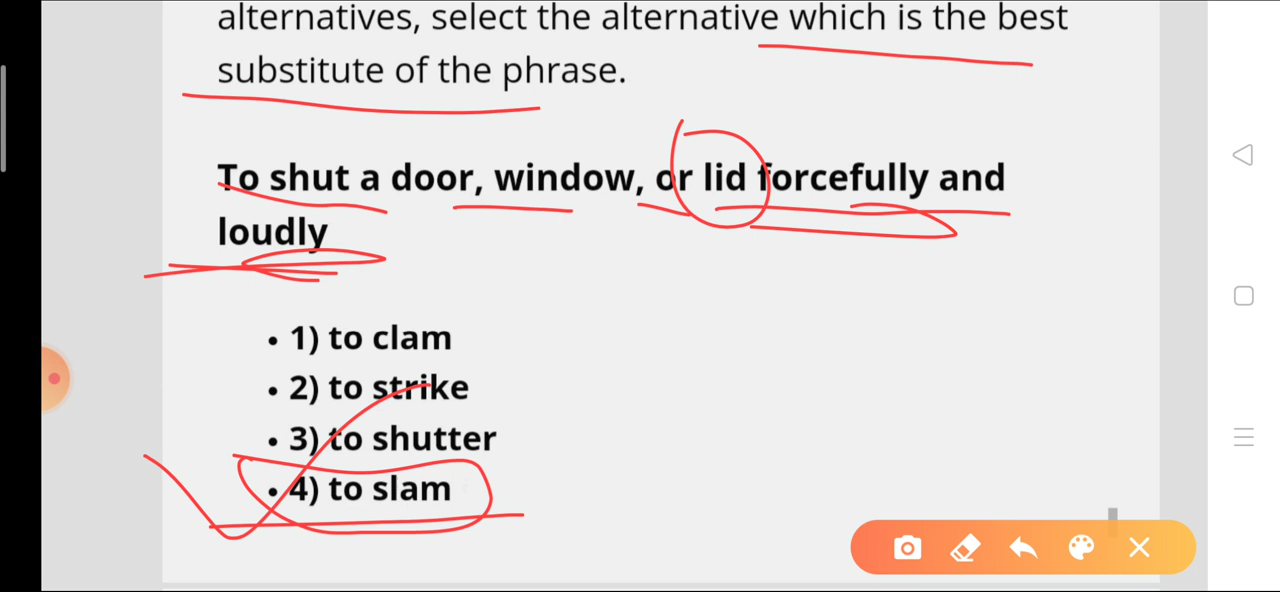 alternatives, select the alternative which is the best
substitute of the phrase.
To shut a door, window, or lid forcefully and
loudly
• 1) to clam
• 2) to strike
• 3) to shutter
• 4) to slam